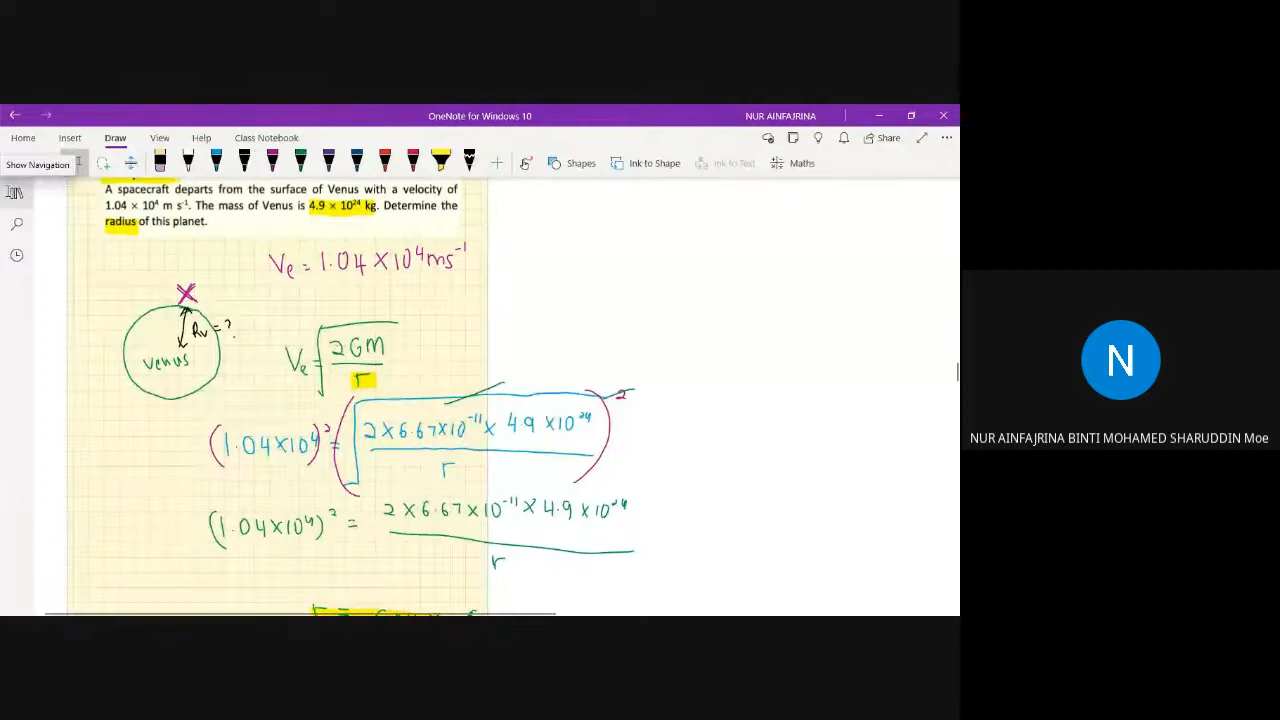 OneNote for Windows 10
NUR AINFAJRINA
Home Insert Draw View Help Class Notebook
Share
Show Navigation
Shapes Ink to Shape Ink to Text Maths
A spacecraft departs from the surface of Venus with a velocity of
1.04 × 10⁴ m s⁻¹. The mass of Venus is 4.9 × 10²⁴ kg. Determine the
radius of this planet.
Ve = 1.04 × 10⁴ ms⁻¹
X
Rv = ?
Venus
Ve = √(2GM / r)
(1.04×10⁴)² = (√(2×6.67×10⁻¹¹ × 4.9 ×10²⁴ / r))²
(1.04×10⁴)² = 2 × 6.67 × 10⁻¹¹ × 4.9 × 10²⁴ / r
r =
N
NUR AINFAJRINA BINTI MOHAMED SHARUDDIN Moe